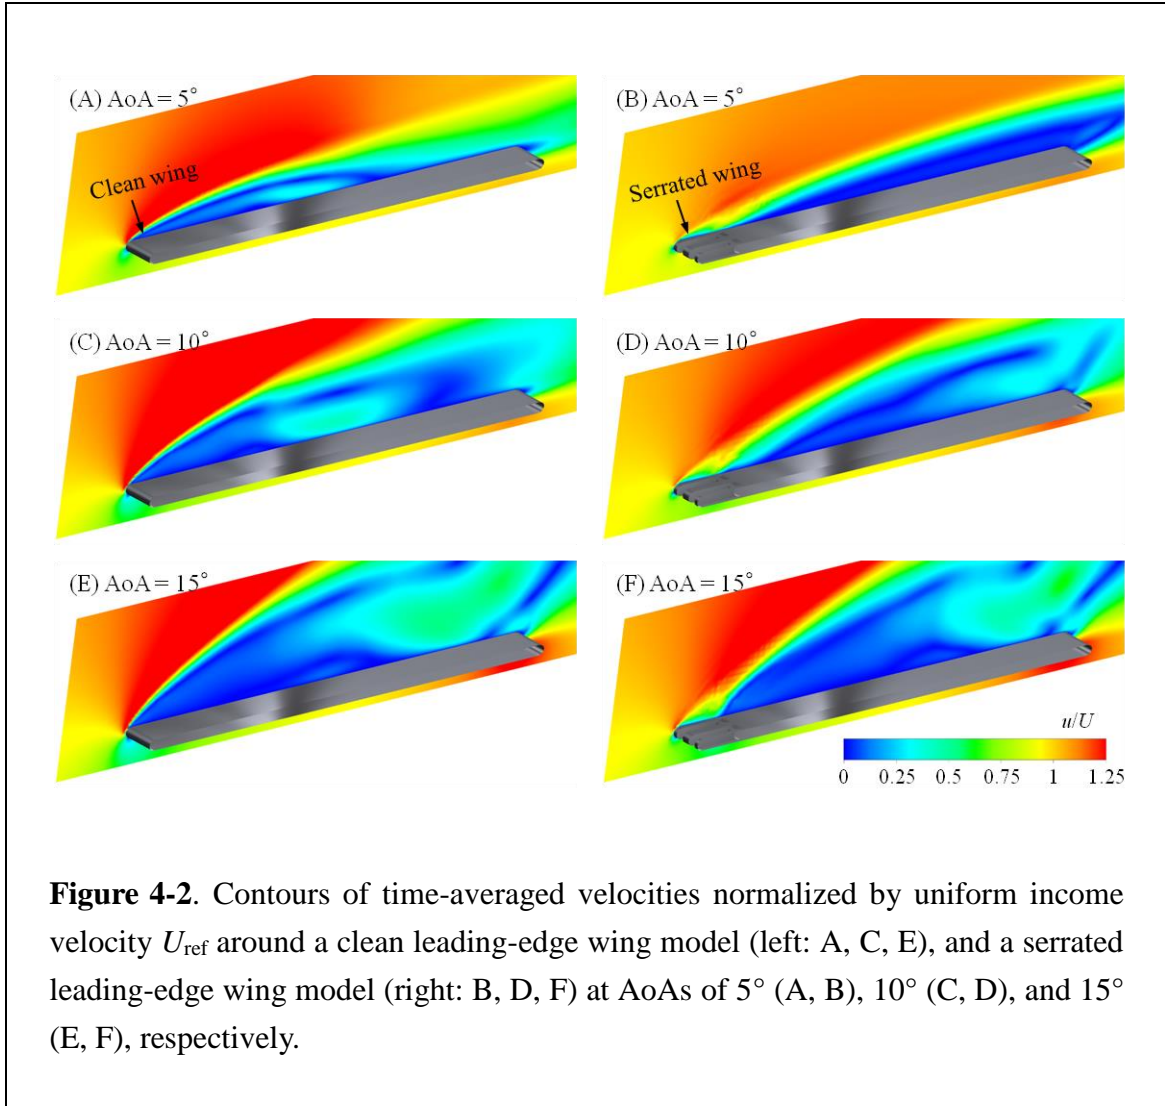 (A) AoA = 5°
(B) AoA = 5°
Clean wing
Serrated wing
(C) AoA = 10°
(D) AoA = 10°
(E) AoA = 15°
(F) AoA = 15°
u/U
0 0.25 0.5 0.75 1 1.25
Figure 4-2. Contours of time-averaged velocities normalized by uniform income
velocity Uref around a clean leading-edge wing model (left: A, C, E), and a serrated
leading-edge wing model (right: B, D, F) at AoAs of 5° (A, B), 10° (C, D), and 15°
(E, F), respectively.